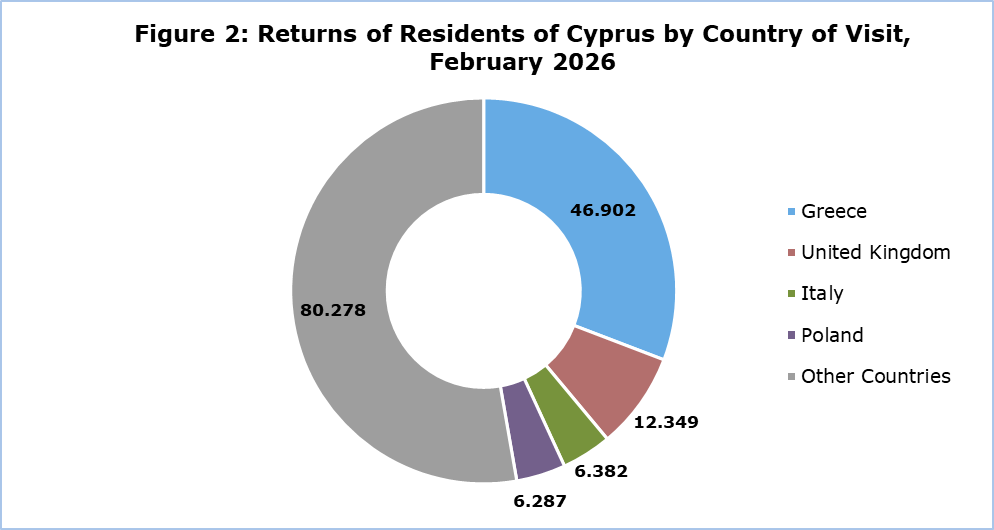 Figure 2: Returns of Residents of Cyprus by Country of Visit,
February 2026
46.902
12.349
6.382
6.287
80.278
Greece
United Kingdom
Italy
Poland
Other Countries